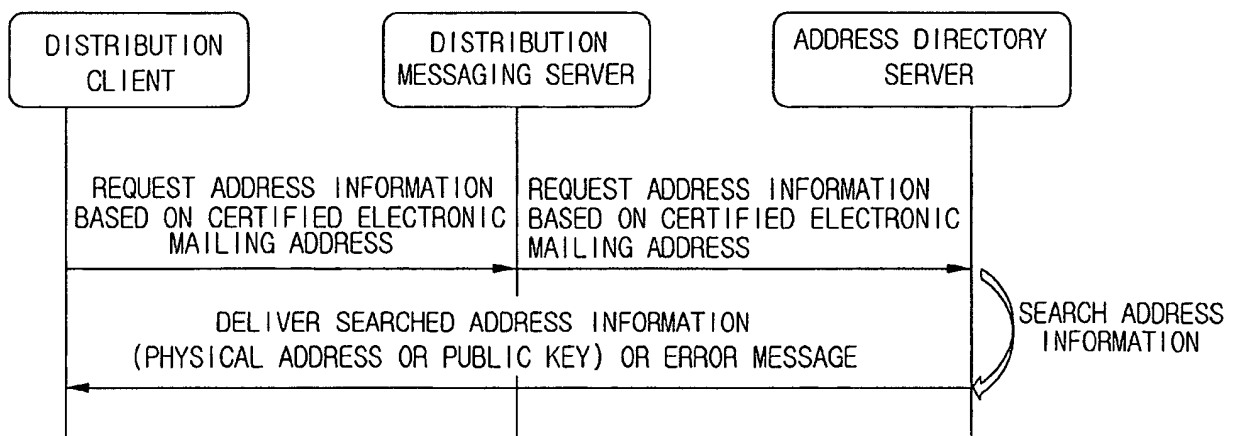 DISTRIBUTION
CLIENT
DISTRIBUTION
MESSAGING SERVER
ADDRESS DIRECTORY
SERVER
REQUEST ADDRESS INFORMATION
BASED ON CERTIFIED ELECTRONIC
MAILING ADDRESS
REQUEST ADDRESS INFORMATION
BASED ON CERTIFIED ELECTRONIC
MAILING ADDRESS
DELIVER SEARCHED ADDRESS INFORMATION
(PHYSICAL ADDRESS OR PUBLIC KEY) OR ERROR MESSAGE
SEARCH ADDRESS
INFORMATION